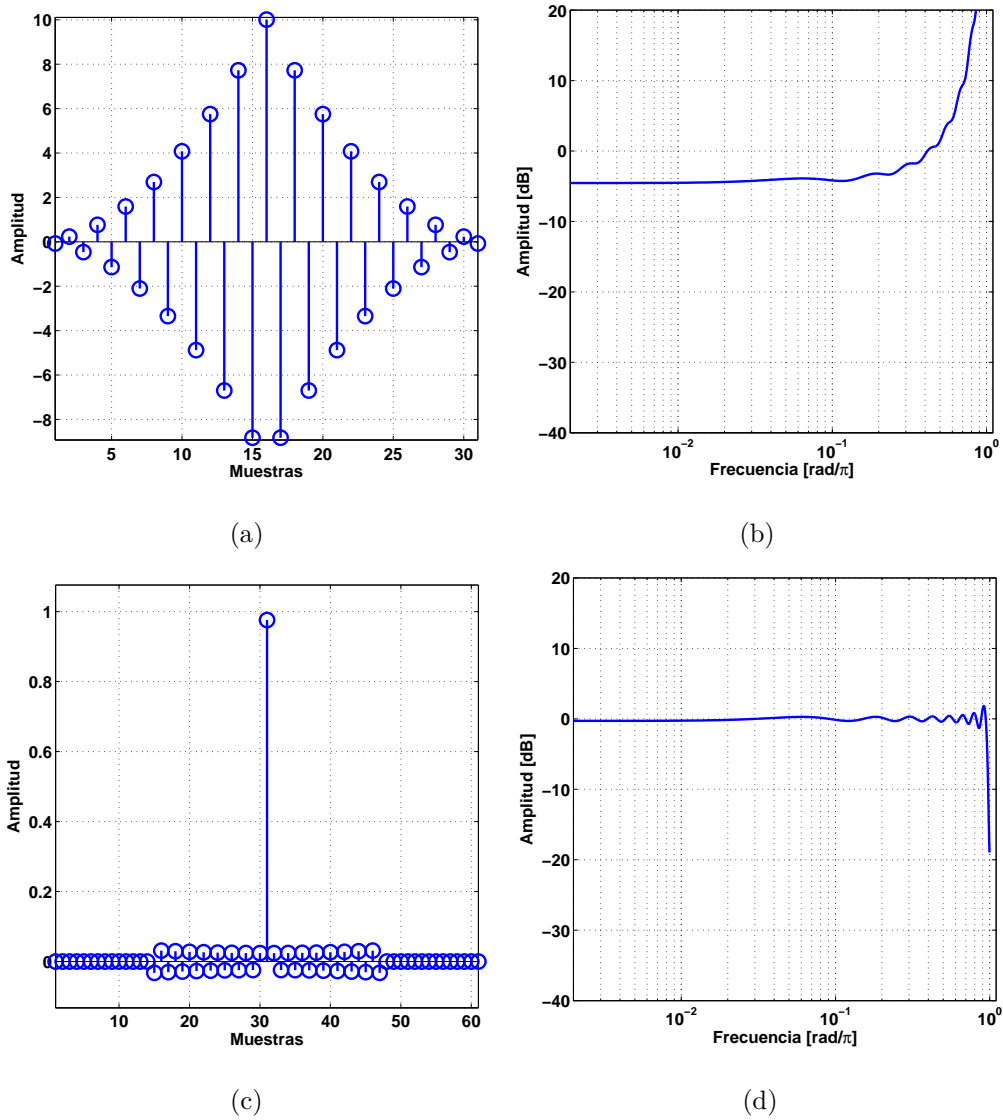 10
8
6
4
2
0
−2
−4
−6
−8
5 10 15 20 25 30
Amplitud
Muestras
(a)
20
10
0
−10
−20
−30
−40
10−2 10−1 100
Amplitud [dB]
Frecuencia [rad/π]
(b)
1
0.8
0.6
0.4
0.2
0
10 20 30 40 50 60
Amplitud
Muestras
(c)
20
10
0
−10
−20
−30
−40
10−2 10−1 100
Amplitud [dB]
Frecuencia [rad/π]
(d)